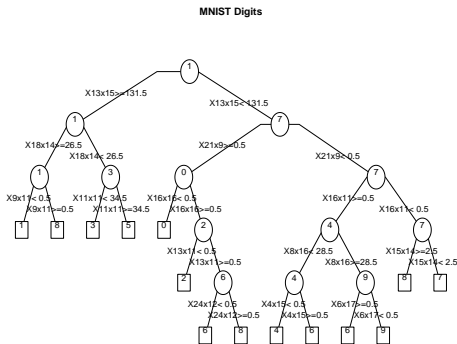 MNIST Digits
1
X13x15>=131.5
X13x15< 131.5
1
7
X18x14>=26.5
X18x14< 26.5
X21x9>=0.5
X21x9< 0.5
1
3
0
7
X9x11< 0.5
X9x11>=0.5
X11x11< 34.5
X11x11>=34.5
X16x16< 0.5
X16x16>=0.5
X16x11>=0.5
X16x11< 0.5
1
8
3
5
0
2
4
7
X13x11< 0.5
X13x11>=0.5
X8x16< 28.5
X8x16>=28.5
X15x14>=2.5
X15x14< 2.5
2
6
4
9
8
7
X24x12< 0.5
X24x12>=0.5
X4x15< 0.5
X4x15>=0.5
X6x17>=0.5
X6x17< 0.5
6
8
4
6
6
9